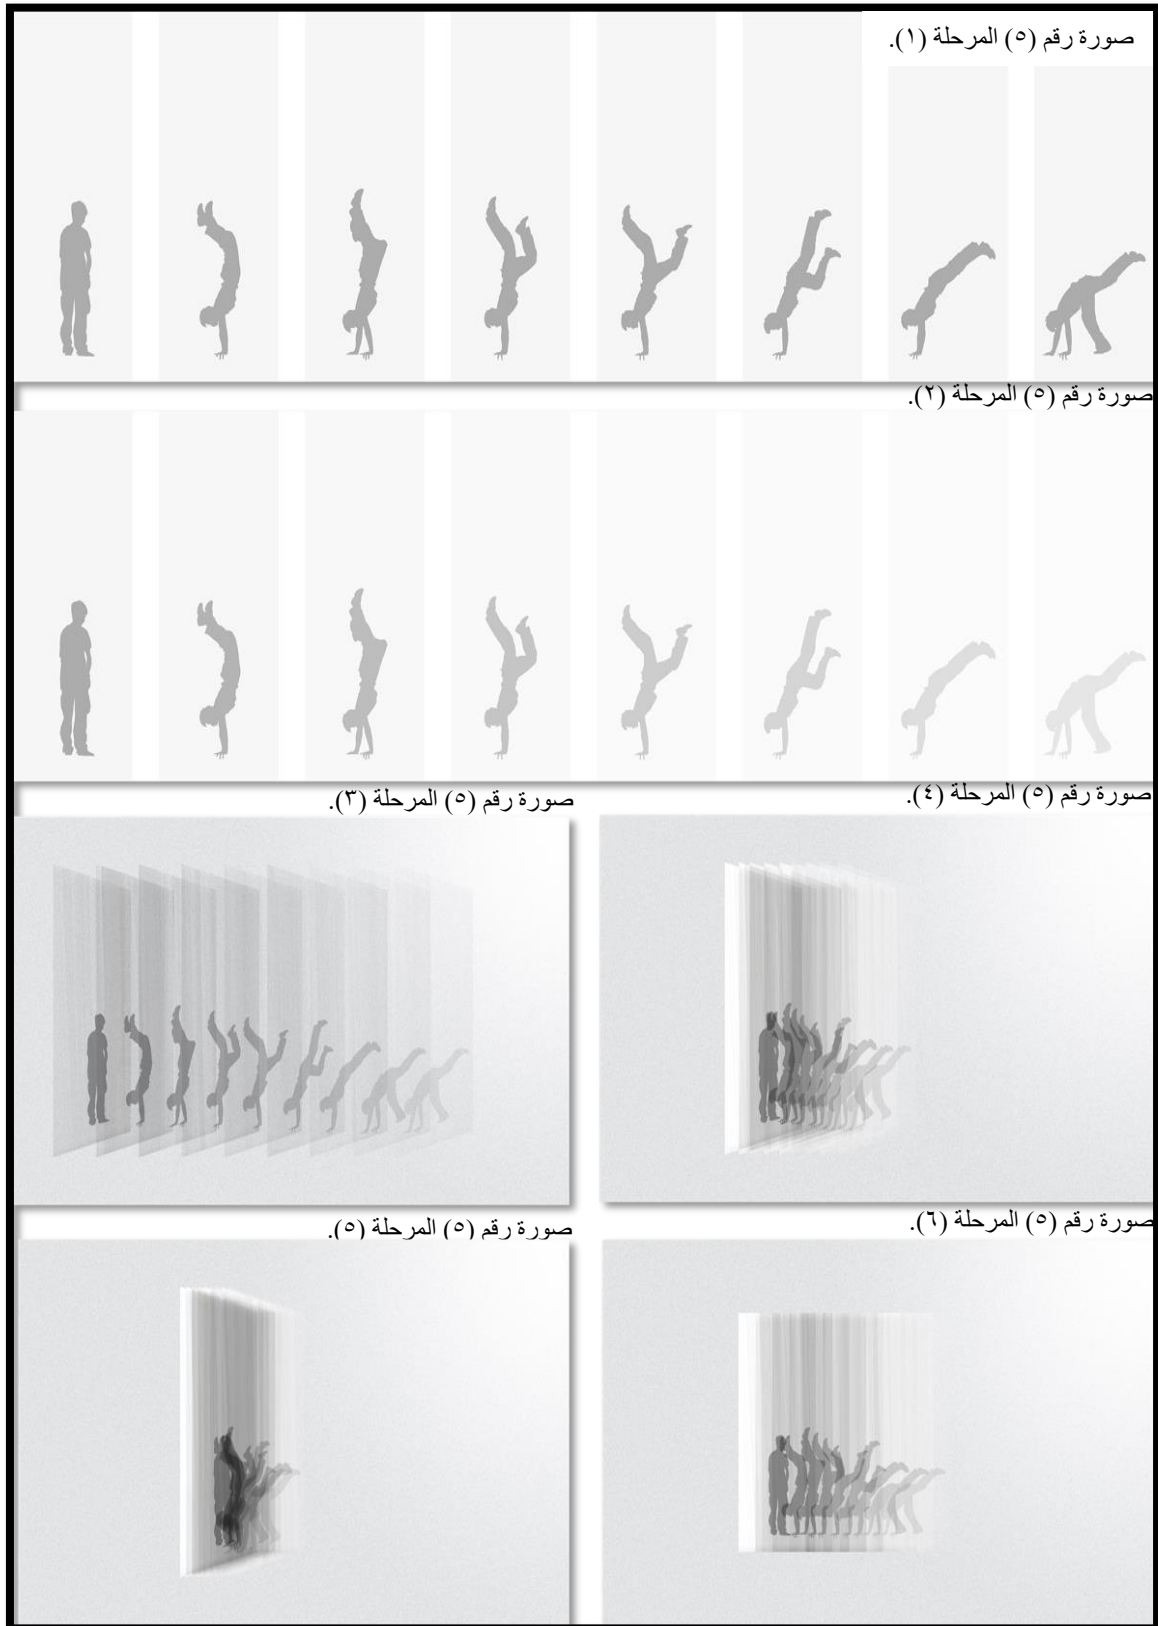 صورة رقم (٥) المرحلة (١).
صورة رقم (٥) المرحلة (٢).
صورة رقم (٥) المرحلة (٣).
صورة رقم (٥) المرحلة (٤).
صورة رقم (٥) المرحلة (٥).
صورة رقم (٥) المرحلة (٦).